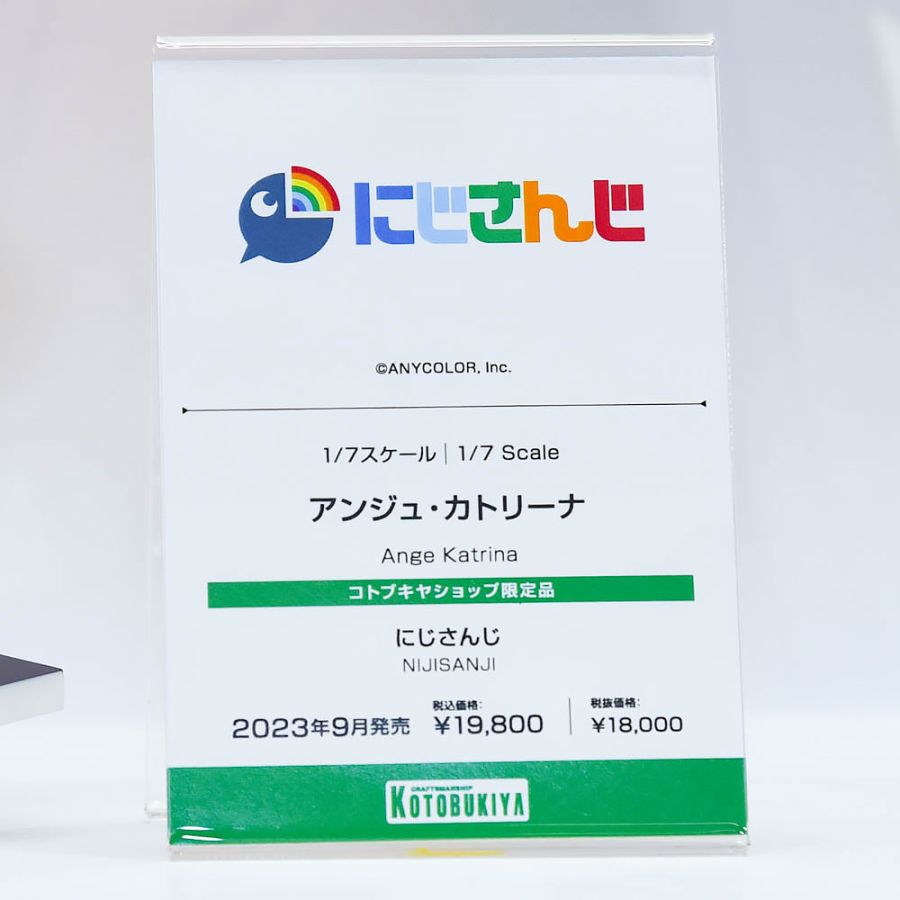 にじさんじ
©ANYCOLOR, Inc.
1/7スケール｜1/7 Scale
アンジュ・カトリーナ
Ange Katrina
コトブキヤショップ限定品
にじさんじ
NIJISANJI
2023年9月発売 税込価格: ¥19,800 税抜価格: ¥18,000
CRAFTSMANSHIP
KOTOBUKIYA